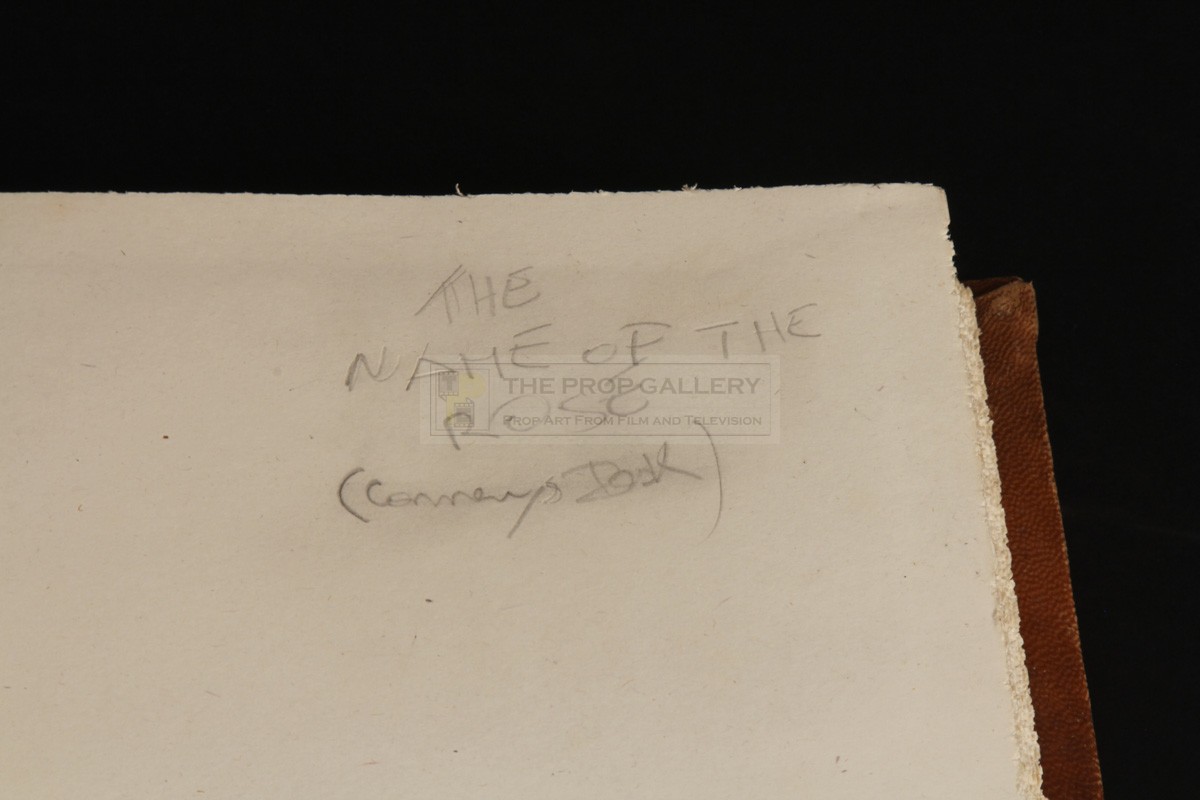 THE
NAME OF THE
ROSE
(Connerys Book)
THE PROP GALLERY
PROP ART FROM FILM AND TELEVISION